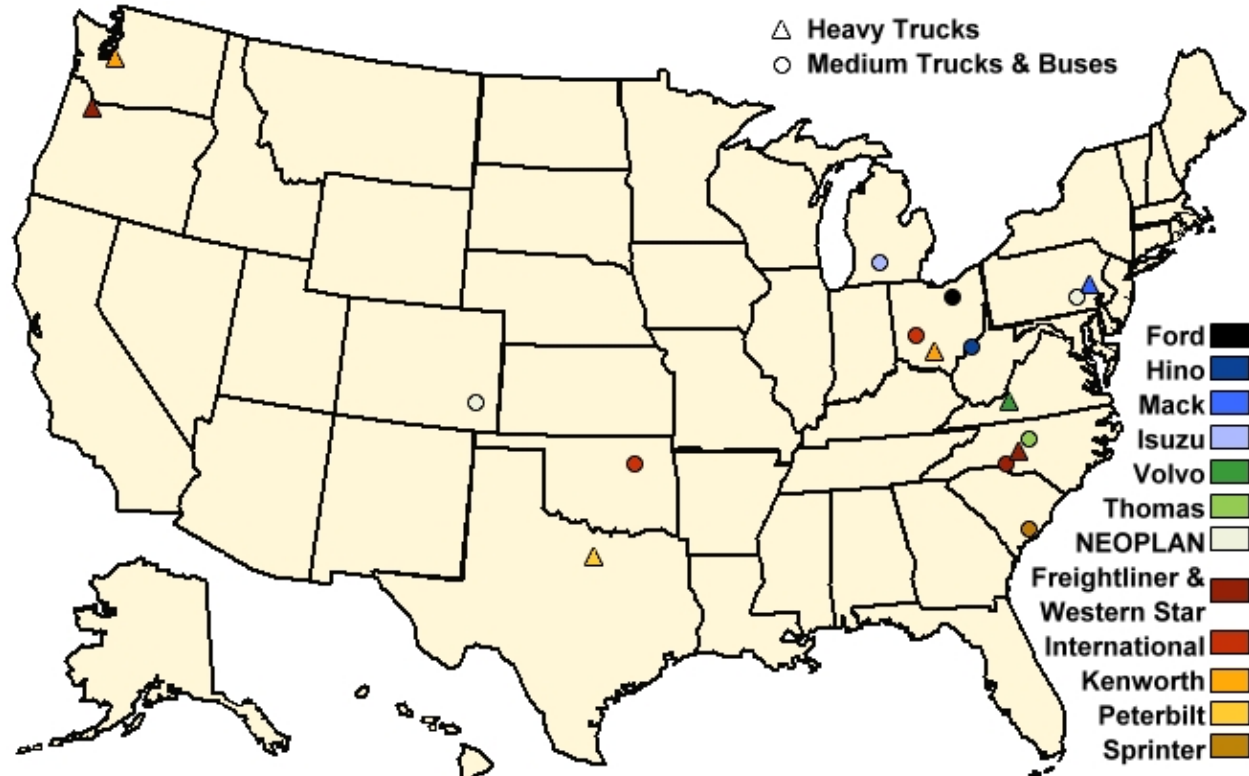 Heavy Trucks
Medium Trucks & Buses
Ford
Hino
Mack
Isuzu
Volvo
Thomas
NEOPLAN
Freightliner &
Western Star
International
Kenworth
Peterbilt
Sprinter